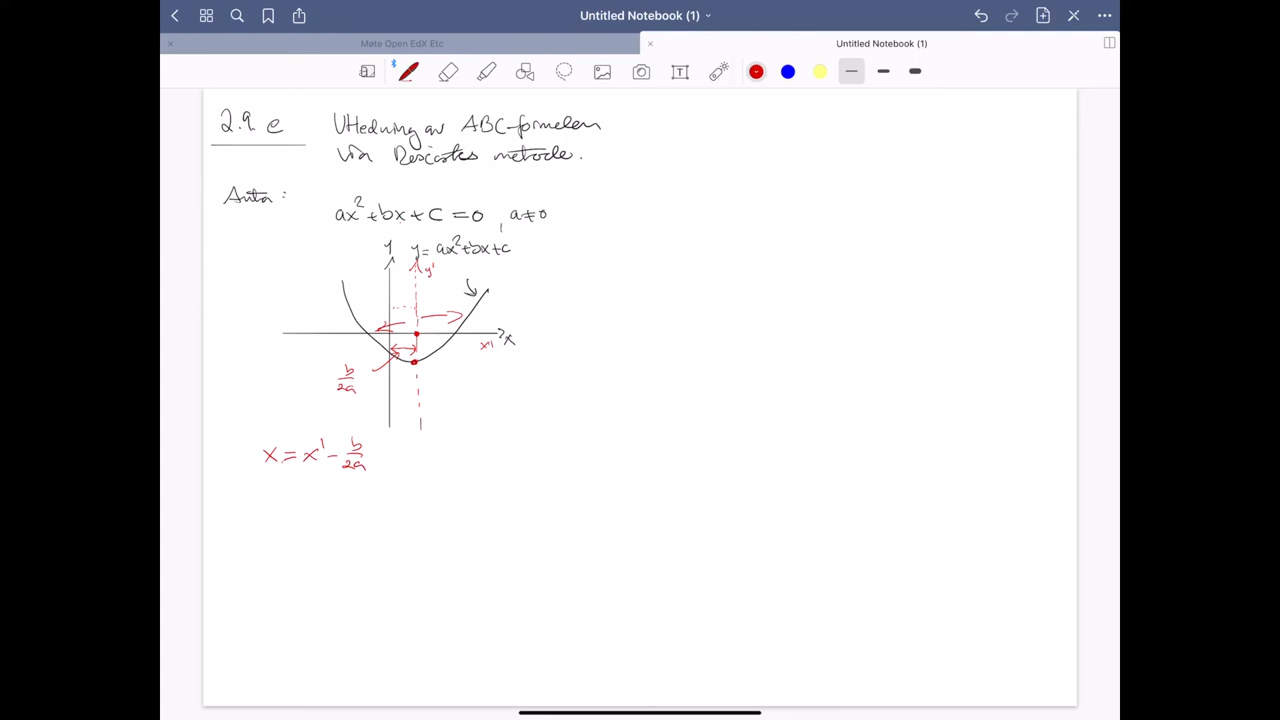 Untitled Notebook (1)
Møte Open EdX Etc
Untitled Notebook (1)
2.9. e Utledning av ABC-formelen
via Descartes metode.
Anta :
ax² + bx + c = 0 , a ≠ 0
y y = ax² + bx + c
y'
x' x
b/2a
x = x' - b/2a